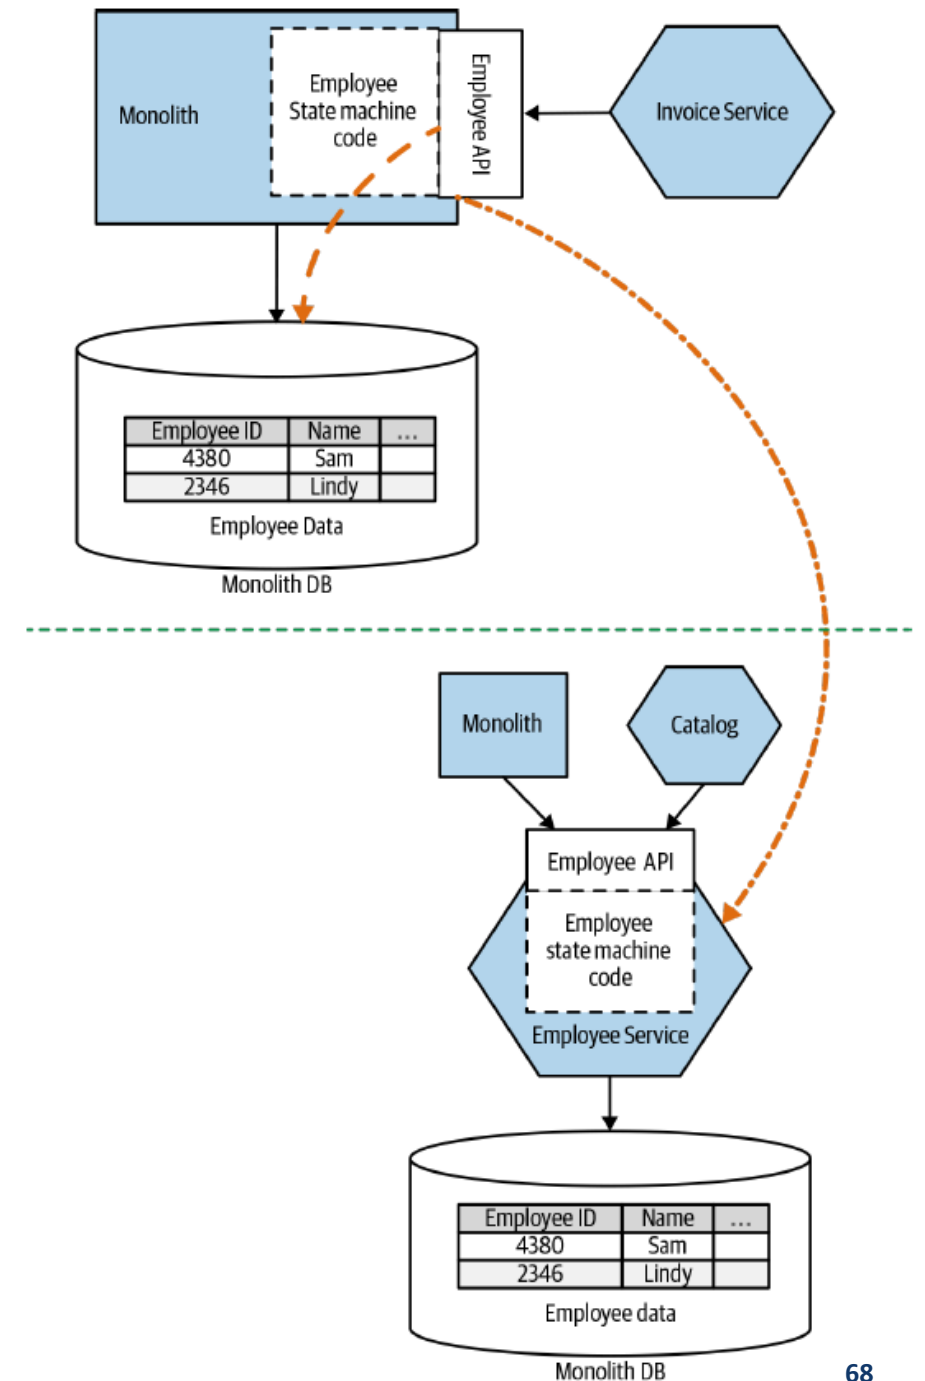 Monolith
Employee
State machine
code
Employee API
Invoice Service
Employee ID Name ...
4380 Sam
2346 Lindy
Employee Data
Monolith DB
Monolith
Catalog
Employee API
Employee
state machine
code
Employee Service
Employee ID Name ...
4380 Sam
2346 Lindy
Employee data
Monolith DB
68